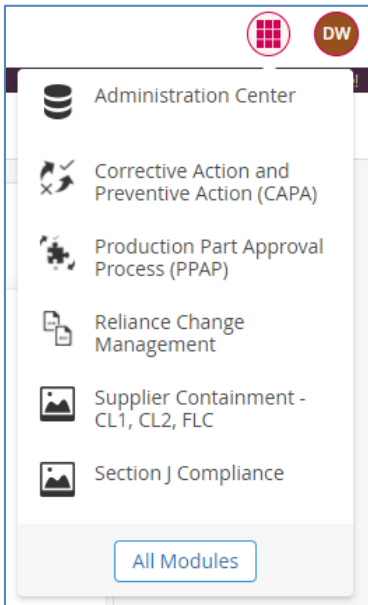 DW
!
Administration Center
Corrective Action and
Preventive Action (CAPA)
Production Part Approval
Process (PPAP)
Reliance Change
Management
Supplier Containment -
CL1, CL2, FLC
Section J Compliance
All Modules